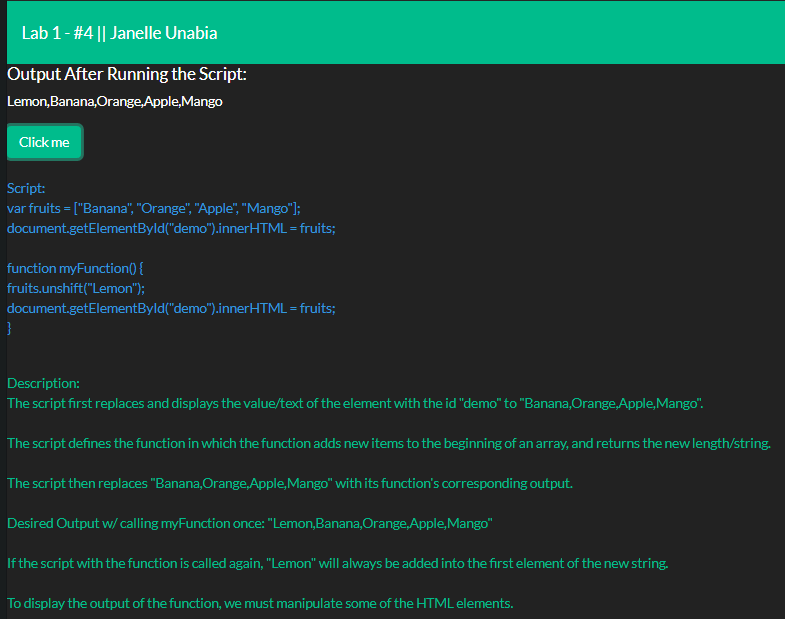 Lab 1 - #4 || Janelle Unabia
Output After Running the Script:
Lemon,Banana,Orange,Apple,Mango
Click me
Script:
var fruits = ["Banana", "Orange", "Apple", "Mango"];
document.getElementById("demo").innerHTML = fruits;
function myFunction() {
fruits.unshift("Lemon");
document.getElementById("demo").innerHTML = fruits;
}
Description:
The script first replaces and displays the value/text of the element with the id "demo" to "Banana,Orange,Apple,Mango".
The script defines the function in which the function adds new items to the beginning of an array, and returns the new length/string.
The script then replaces "Banana,Orange,Apple,Mango" with its function's corresponding output.
Desired Output w/ calling myFunction once: "Lemon,Banana,Orange,Apple,Mango"
If the script with the function is called again, "Lemon" will always be added into the first element of the new string.
To display the output of the function, we must manipulate some of the HTML elements.